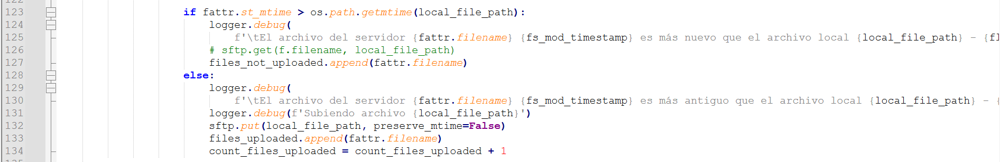 123 if fattr.st_mtime > os.path.getmtime(local_file_path):
124 logger.debug(
125 f'\tEl archivo del servidor {fattr.filename} {fs_mod_timestamp} es más nuevo que el archivo local {local_file_path} - {fl
126 # sftp.get(f.filename, local_file_path)
127 files_not_uploaded.append(fattr.filename)
128 else:
129 logger.debug(
130 f'\tEl archivo del servidor {fattr.filename} {fs_mod_timestamp} es más antiguo que el archivo local {local_file_path} - {
131 logger.debug(f'Subiendo archivo {local_file_path}')
132 sftp.put(local_file_path, preserve_mtime=False)
133 files_uploaded.append(fattr.filename)
134 count_files_uploaded = count_files_uploaded + 1